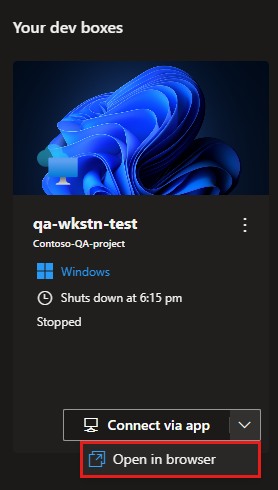 Your dev boxes
qa-wkstn-test
Contoso-QA-project
Windows
Shuts down at 6:15 pm
Stopped
Connect via app
Open in browser